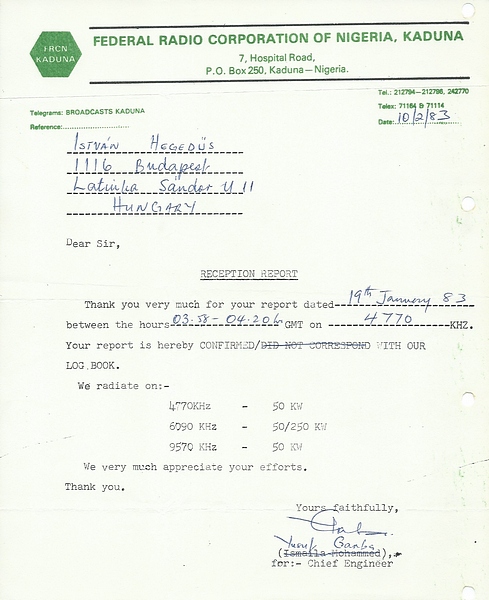 FRCN
KADUNA
FEDERAL RADIO CORPORATION OF NIGERIA, KADUNA
7, Hospital Road,
P.O. Box 250, Kaduna—Nigeria.
Telegrams: BROADCASTS KADUNA
Reference:
Tel.: 212794—212796, 242770
Telex: 71164 & 71114
Date: 10/2/83
ISTVÁN HEGEDÜS
1116 Budapest
Latinka Sándor U 11
HUNGARY
Dear Sir,
RECEPTION REPORT
Thank you very much for your report dated 19th January 83
between the hours 03.58 - 04.20h GMT on 4770 KHZ.
Your report is hereby CONFIRMED/DID NOT CORRESPOND WITH OUR
LOG BOOK.
We radiate on:-
4770KHz - 50 KW
6090 KHz - 50/250 KW
9570 KHz - 50 KW
We very much appreciate your efforts.
Thank you.
Yours faithfully,
Yusuf Garba
(Ismaila Mohammed),
for:- Chief Engineer